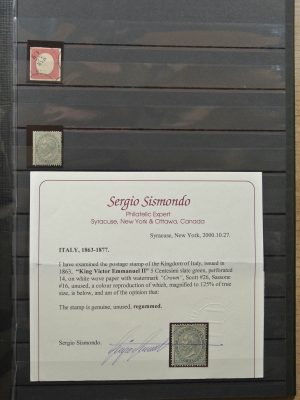 Sergio Sismondo
Philatelic Expert
Syracuse, New York & Ottawa, Canada
Syracuse, New York, 2000.10.27.
ITALY, 1863-1877.
I have examined the postage stamp of the Kingdom of Italy, issued in
1863, "King Victor Emmanuel II" 5 Centesimi slate green, perforated
14, on white wove paper with watermark "Crown", Scott #26, Sassone
#16, unused, a colour reproduction of which, magnified to 125% of true
size, is below, and am of the opinion that:
The stamp is genuine, unused, regummed.
Sergio Sismondo.